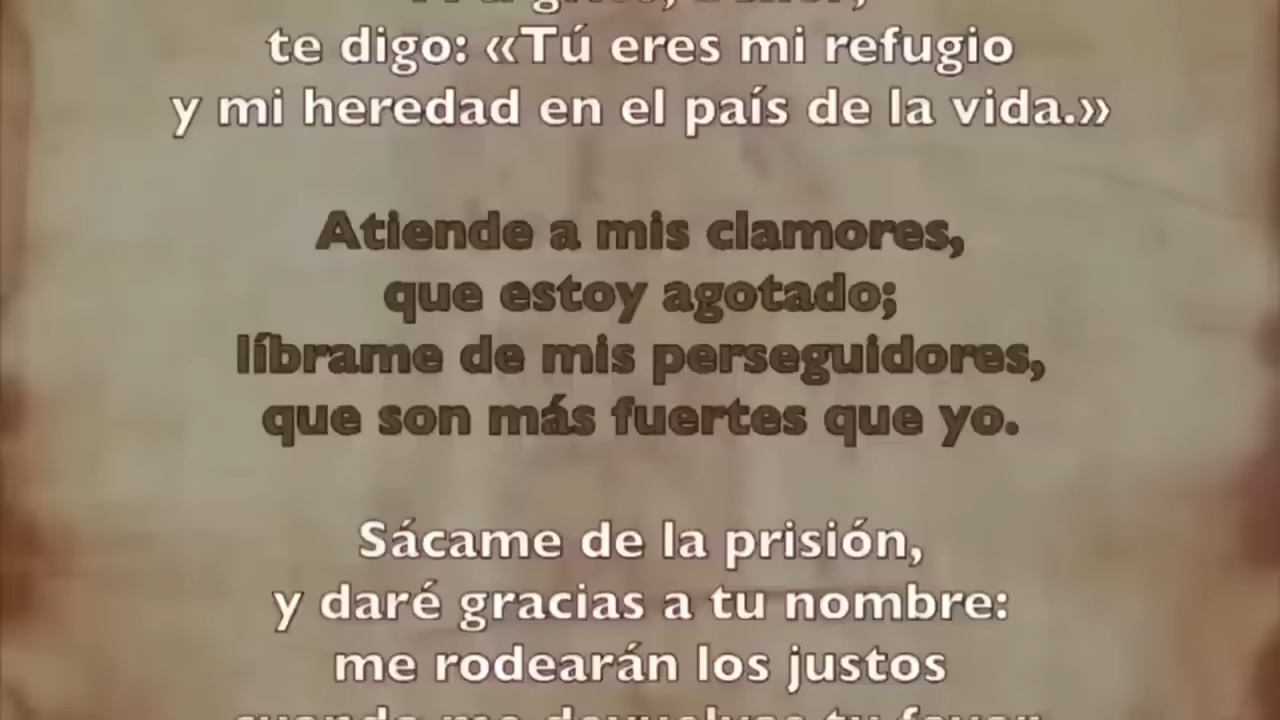 te digo: «Tú eres mi refugio
y mi heredad en el país de la vida.»
Atiende a mis clamores,
que estoy agotado;
líbrame de mis perseguidores,
que son más fuertes que yo.
Sácame de la prisión,
y daré gracias a tu nombre:
me rodearán los justos